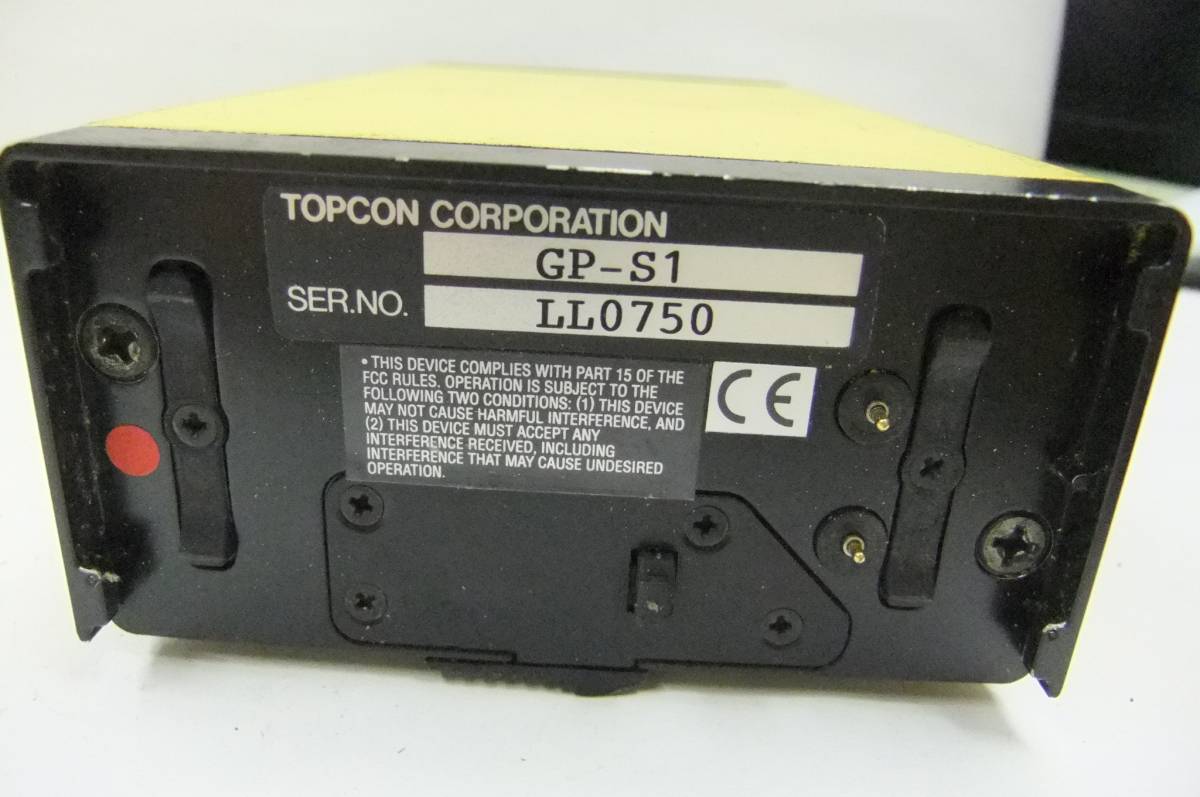 TOPCON CORPORATION
GP-S1
SER.NO. LL0750
• THIS DEVICE COMPLIES WITH PART 15 OF THE
FCC RULES. OPERATION IS SUBJECT TO THE
FOLLOWING TWO CONDITIONS: (1) THIS DEVICE
MAY NOT CAUSE HARMFUL INTERFERENCE, AND
(2) THIS DEVICE MUST ACCEPT ANY
INTERFERENCE RECEIVED, INCLUDING
INTERFERENCE THAT MAY CAUSE UNDESIRED
OPERATION.
CE